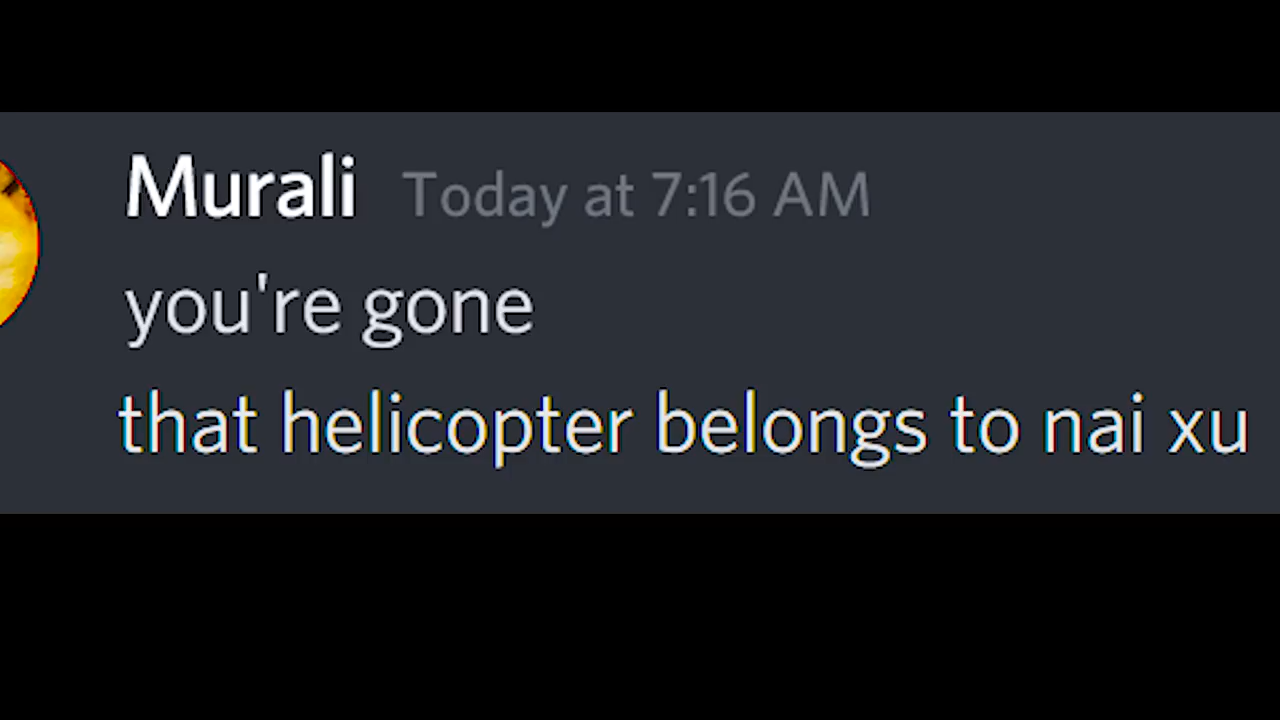 Murali Today at 7:16 AM
you're gone
that helicopter belongs to nai xu